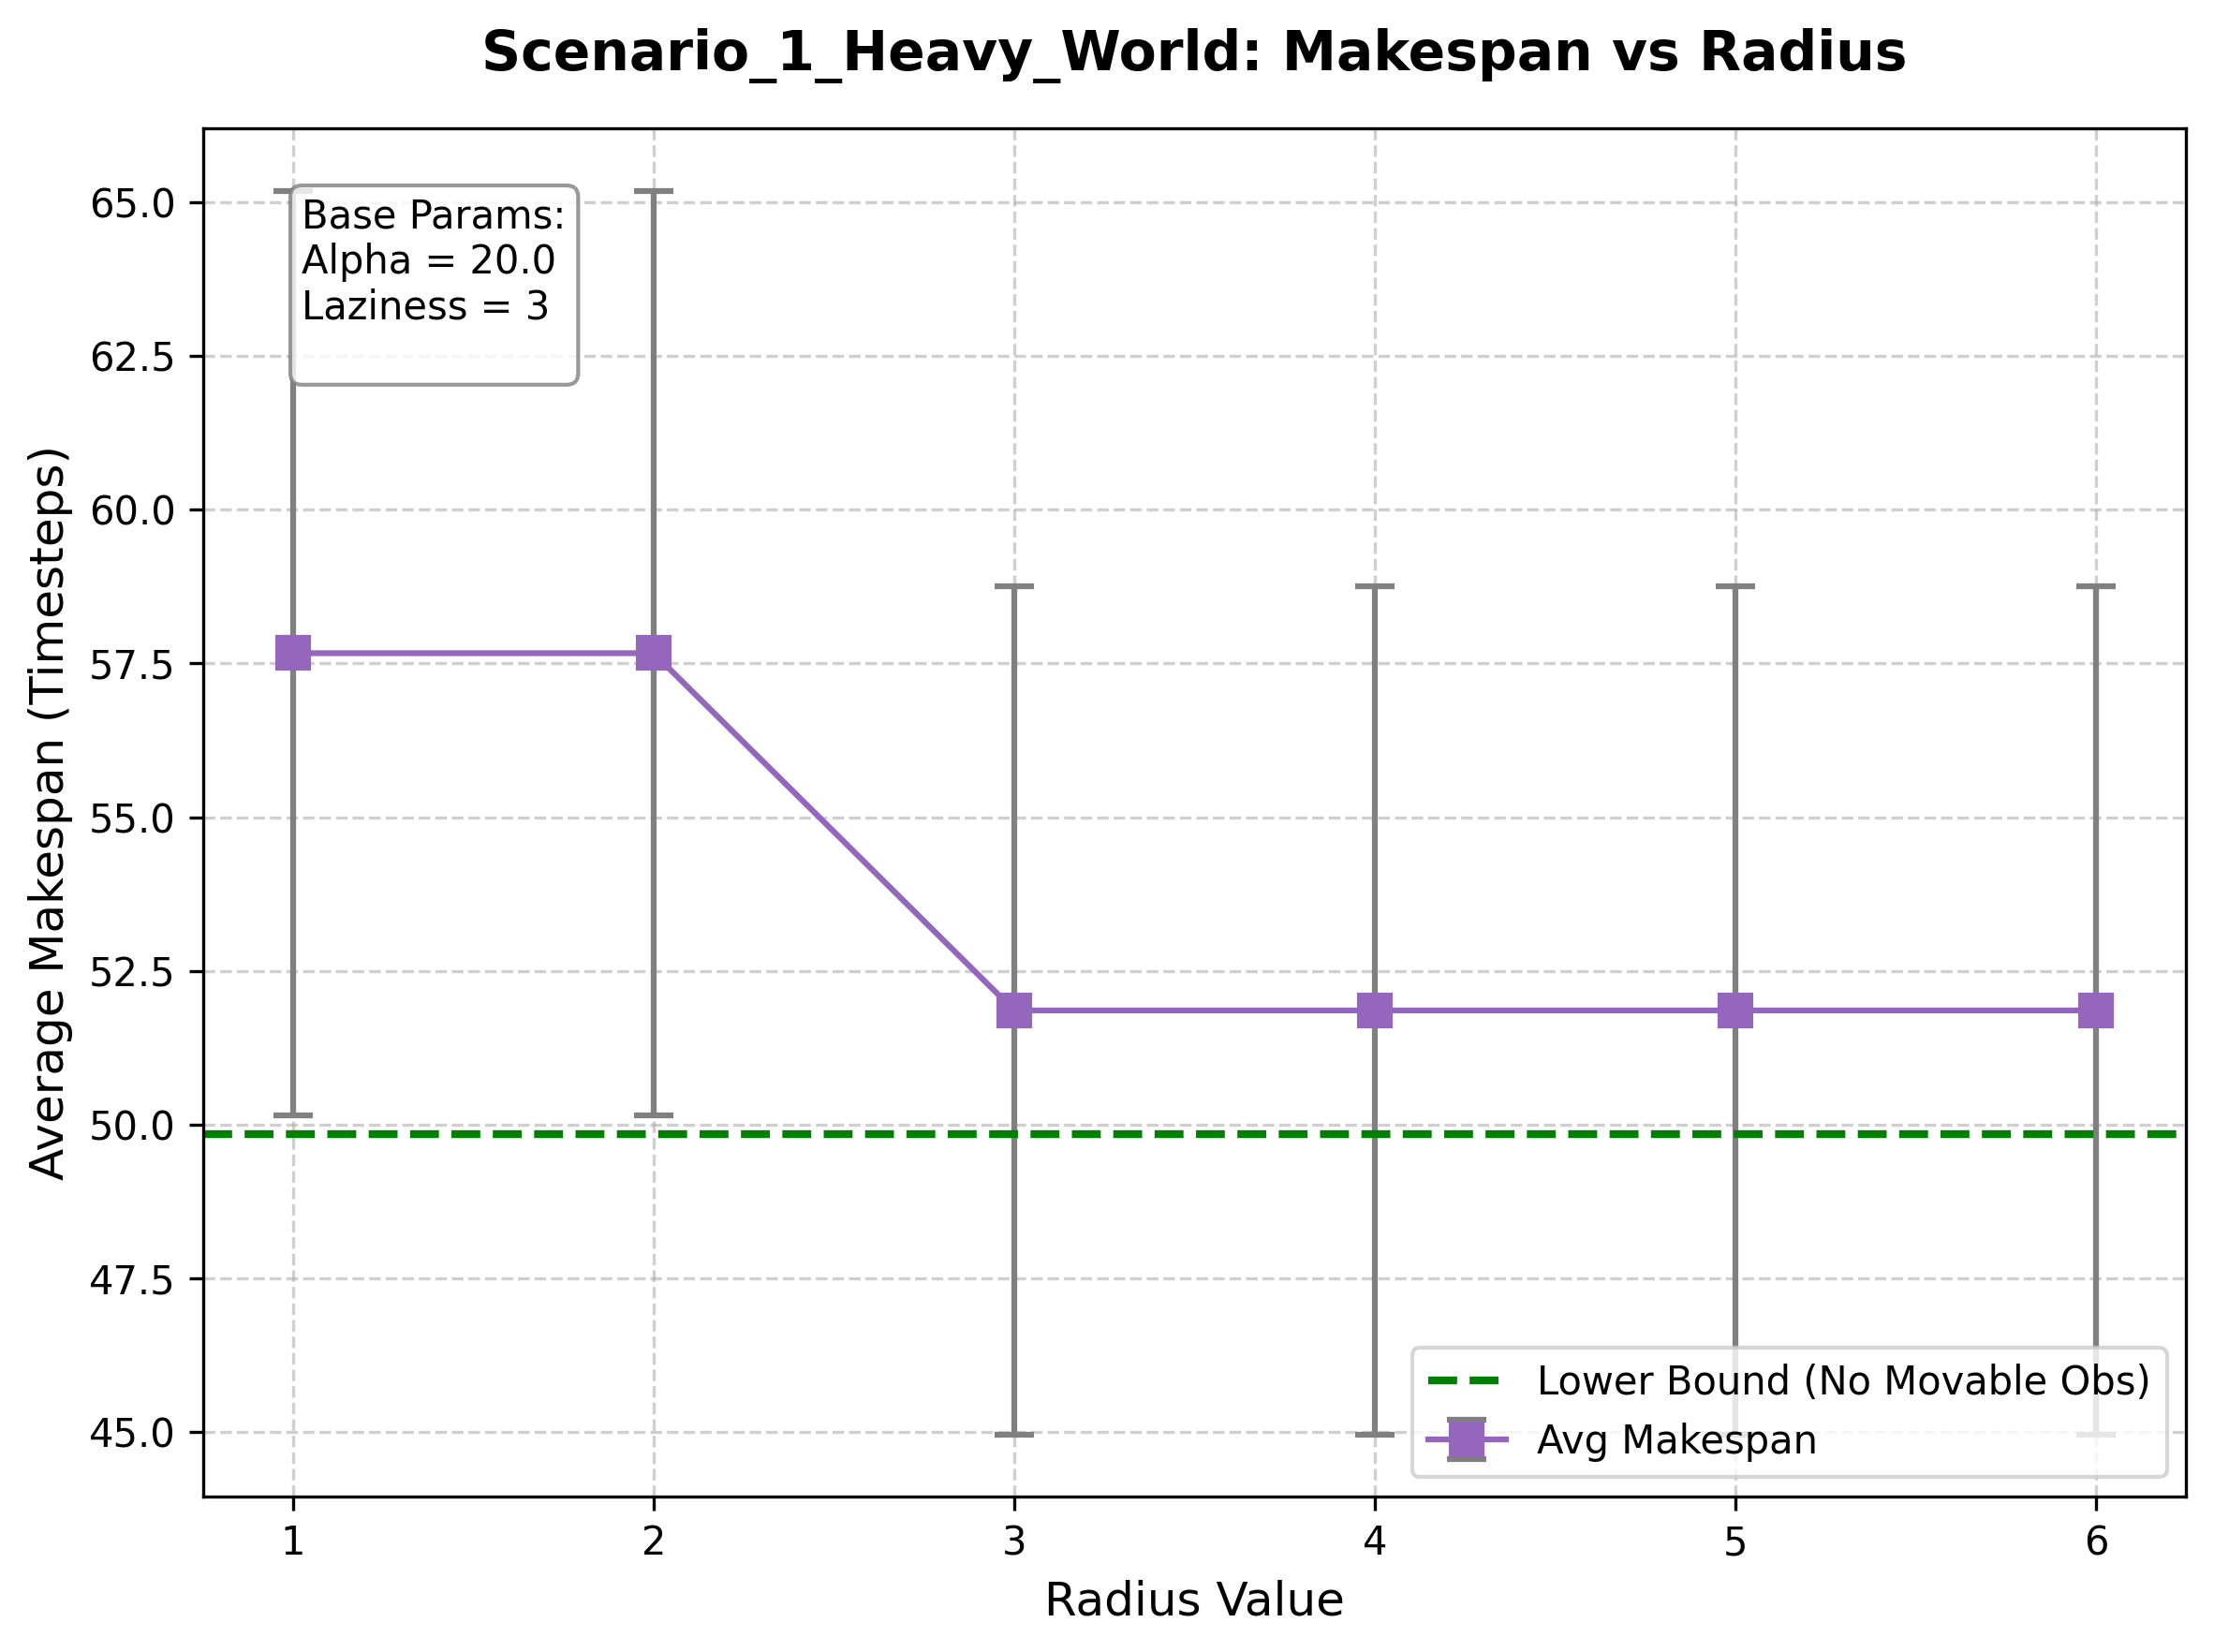 Scenario_1_Heavy_World: Makespan vs Radius
Average Makespan (Timesteps)
65.0
62.5
60.0
57.5
55.0
52.5
50.0
47.5
45.0
Base Params:
Alpha = 20.0
Laziness = 3
Lower Bound (No Movable Obs)
Avg Makespan
1
2
3
4
5
6
Radius Value